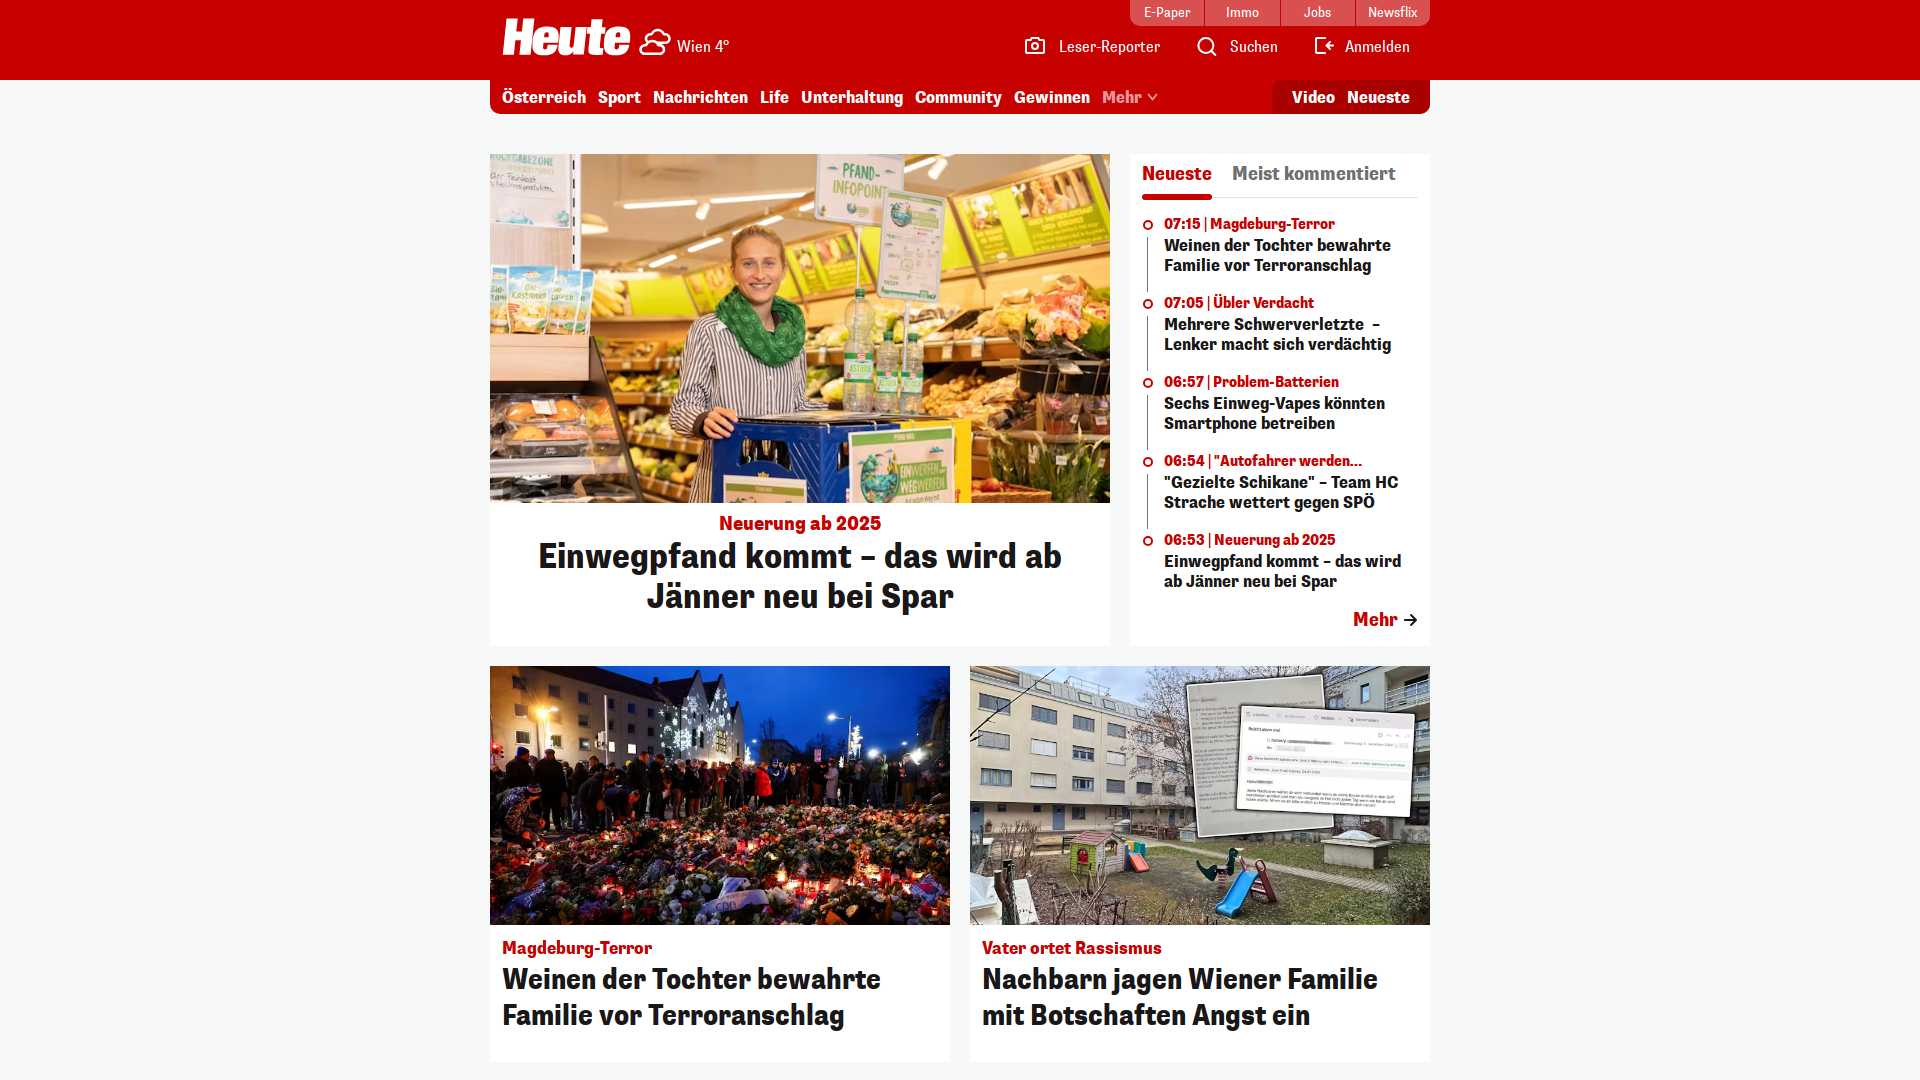 E-Paper
Immo
Jobs
Newsflix
Heute
Wien 4°
Leser-Reporter
Suchen
Anmelden
Österreich
Sport
Nachrichten
Life
Unterhaltung
Community
Gewinnen
Mehr
Video
Neueste
PFAND-
INFOPOINT
EINWERFEN
WEGWERFEN
Neuerung ab 2025
Einwegpfand kommt – das wird ab
Jänner neu bei Spar
Neueste
Meist kommentiert
07:15 | Magdeburg-Terror
Weinen der Tochter bewahrte
Familie vor Terroranschlag
07:05 | Übler Verdacht
Mehrere Schwerverletzte –
Lenker macht sich verdächtig
06:57 | Problem-Batterien
Sechs Einweg-Vapes könnten
Smartphone betreiben
06:54 | "Autofahrer werden...
"Gezielte Schikane" – Team HC
Strache wettert gegen SPÖ
06:53 | Neuerung ab 2025
Einwegpfand kommt – das wird
ab Jänner neu bei Spar
Mehr
Magdeburg-Terror
Weinen der Tochter bewahrte
Familie vor Terroranschlag
Vater ortet Rassismus
Nachbarn jagen Wiener Familie
mit Botschaften Angst ein